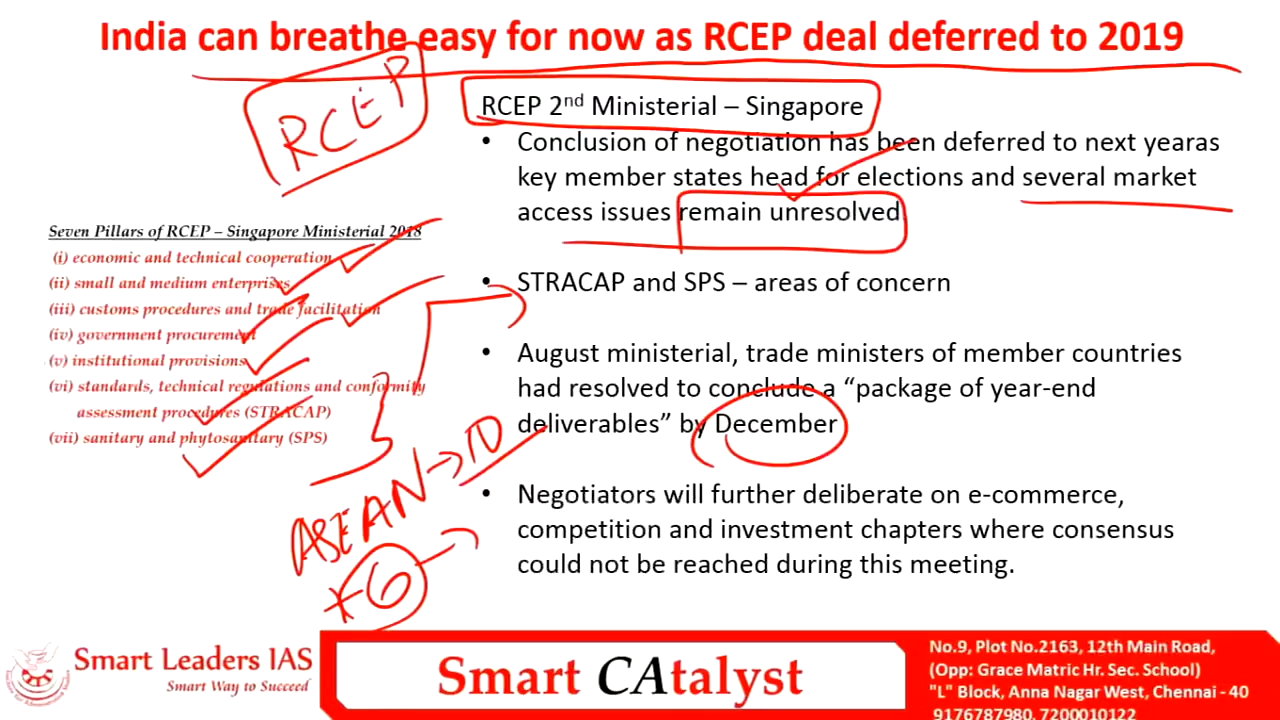 India can breathe easy for now as RCEP deal deferred to 2019
RCEP
RCEP 2nd Ministerial – Singapore
• Conclusion of negotiation has been deferred to next yearas
key member states head for elections and several market
access issues remain unresolved
Seven Pillars of RCEP – Singapore Ministerial 2018
(i) economic and technical cooperation
(ii) small and medium enterprises
(iii) customs procedures and trade facilitation
(iv) government procurement
(v) institutional provisions
(vi) standards, technical regulations and conformity
assessment procedures (STRACAP)
(vii) sanitary and phytosanitary (SPS)
• STRACAP and SPS – areas of concern
• August ministerial, trade ministers of member countries
had resolved to conclude a “package of year-end
deliverables” by December
ASEAN → 10
+6
• Negotiators will further deliberate on e-commerce,
competition and investment chapters where consensus
could not be reached during this meeting.
Smart Leaders IAS
Smart Way to Succeed
Smart CAtalyst
No.9, Plot No.2163, 12th Main Road,
(Opp: Grace Matric Hr. Sec. School)
"L" Block, Anna Nagar West, Chennai - 40
9176787980, 7200010122